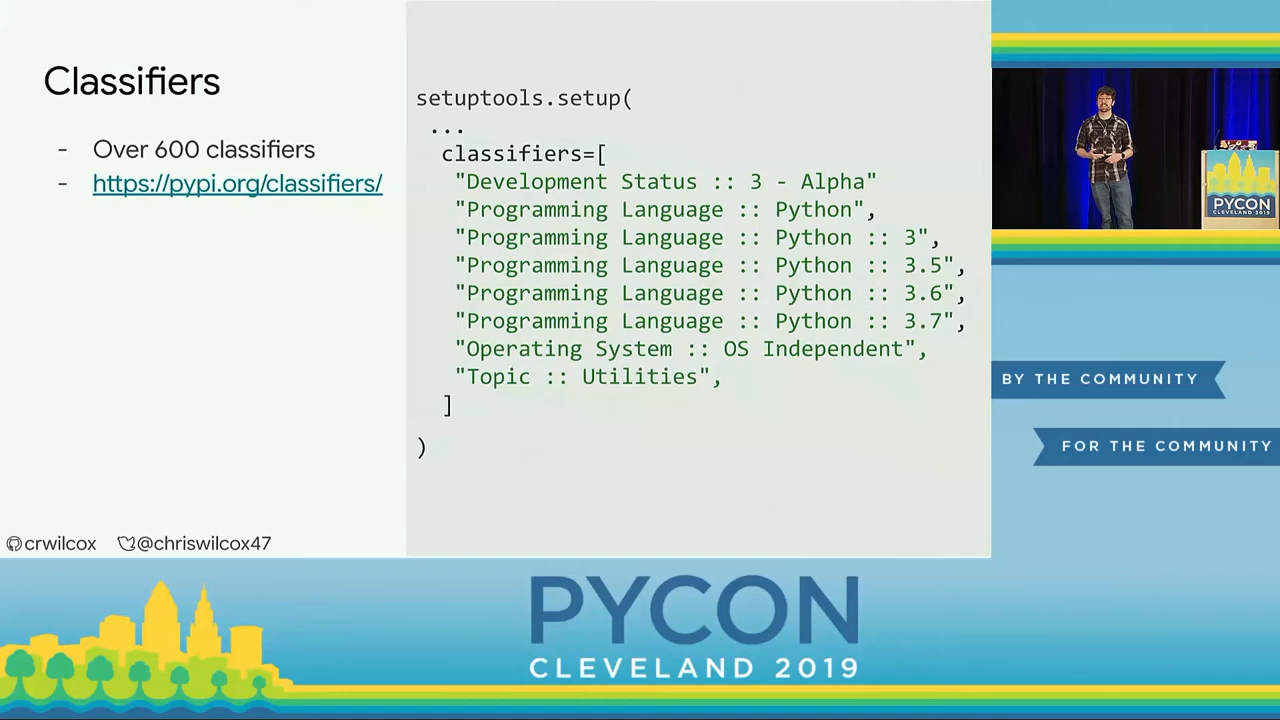 Classifiers
- Over 600 classifiers
- https://pypi.org/classifiers/
setuptools.setup(
...
classifiers=[
"Development Status :: 3 - Alpha"
"Programming Language :: Python",
"Programming Language :: Python :: 3",
"Programming Language :: Python :: 3.5",
"Programming Language :: Python :: 3.6",
"Programming Language :: Python :: 3.7",
"Operating System :: OS Independent",
"Topic :: Utilities",
]
)
crwilcox @chriswilcox47
PYCON
CLEVELAND 2019
BY THE COMMUNITY
FOR THE COMMUNITY
PYCON
CLEVELAND 2019